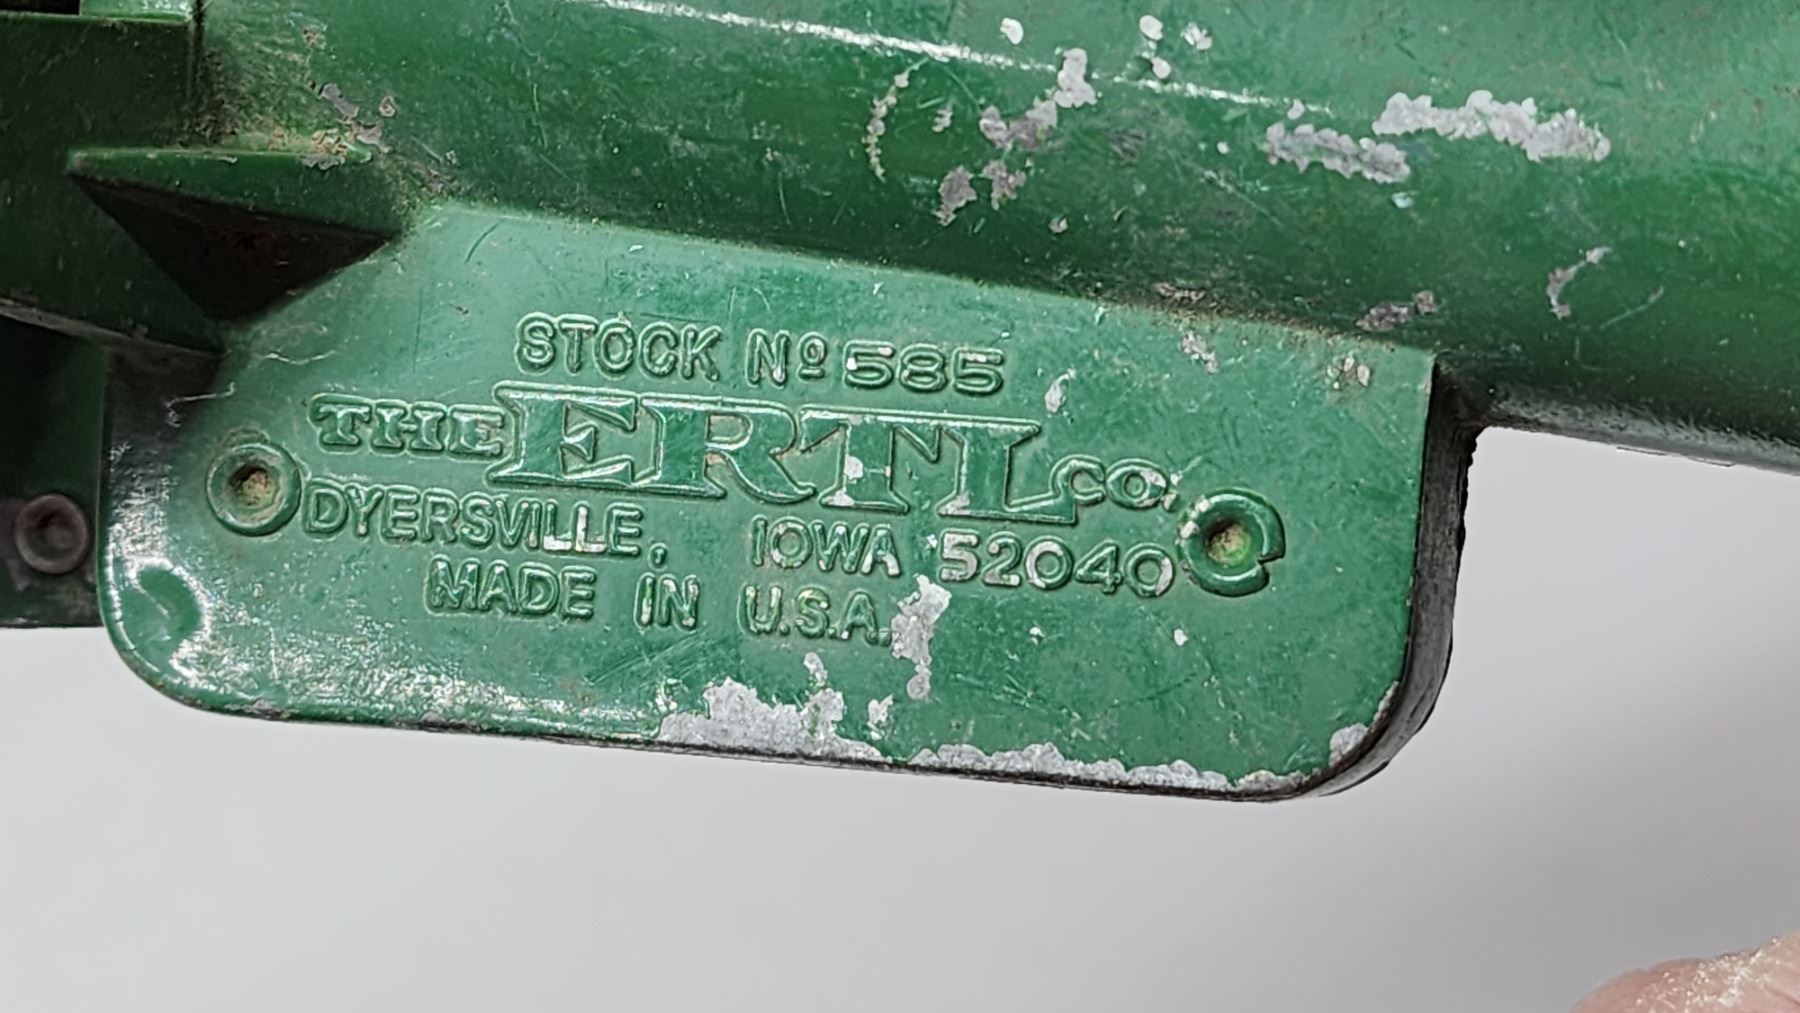 STOCK Nº 585
THE ERTL CO.
DYERSVILLE, IOWA 52040
MADE IN U.S.A.